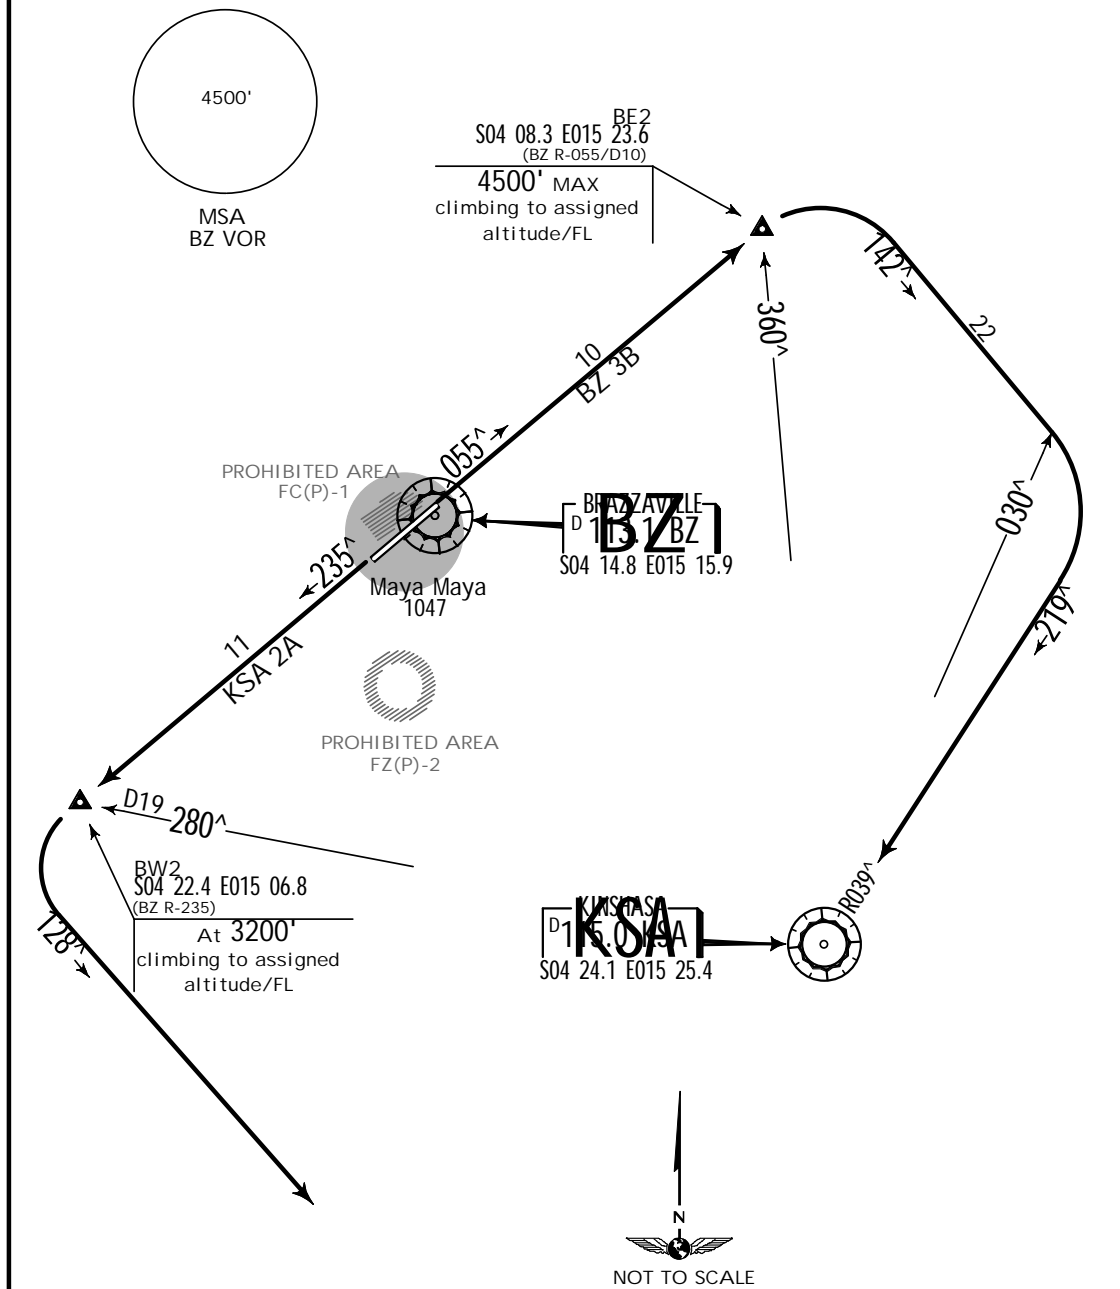 4500'
MSA
BZ VOR
BE2
S04 08.3 E015 23.6
(BZ R-055/D10)
4500' MAX
climbing to assigned
altitude/FL
142^
22
360^
10
BZ 3B
055^
PROHIBITED AREA
FC(P)-1
BRAZZAVILLE
D 113.1 BZ
BZ
S04 14.8 E015 15.9
030^
235^
Maya Maya
1047
219^
11
KSA 2A
PROHIBITED AREA
FZ(P)-2
D19
280^
BW2
S04 22.4 E015 06.8
(BZ R-235)
At 3200'
climbing to assigned
altitude/FL
128^
R039^
KINSHASA
D 115.0 KSA
KSA
S04 24.1 E015 25.4
N
NOT TO SCALE